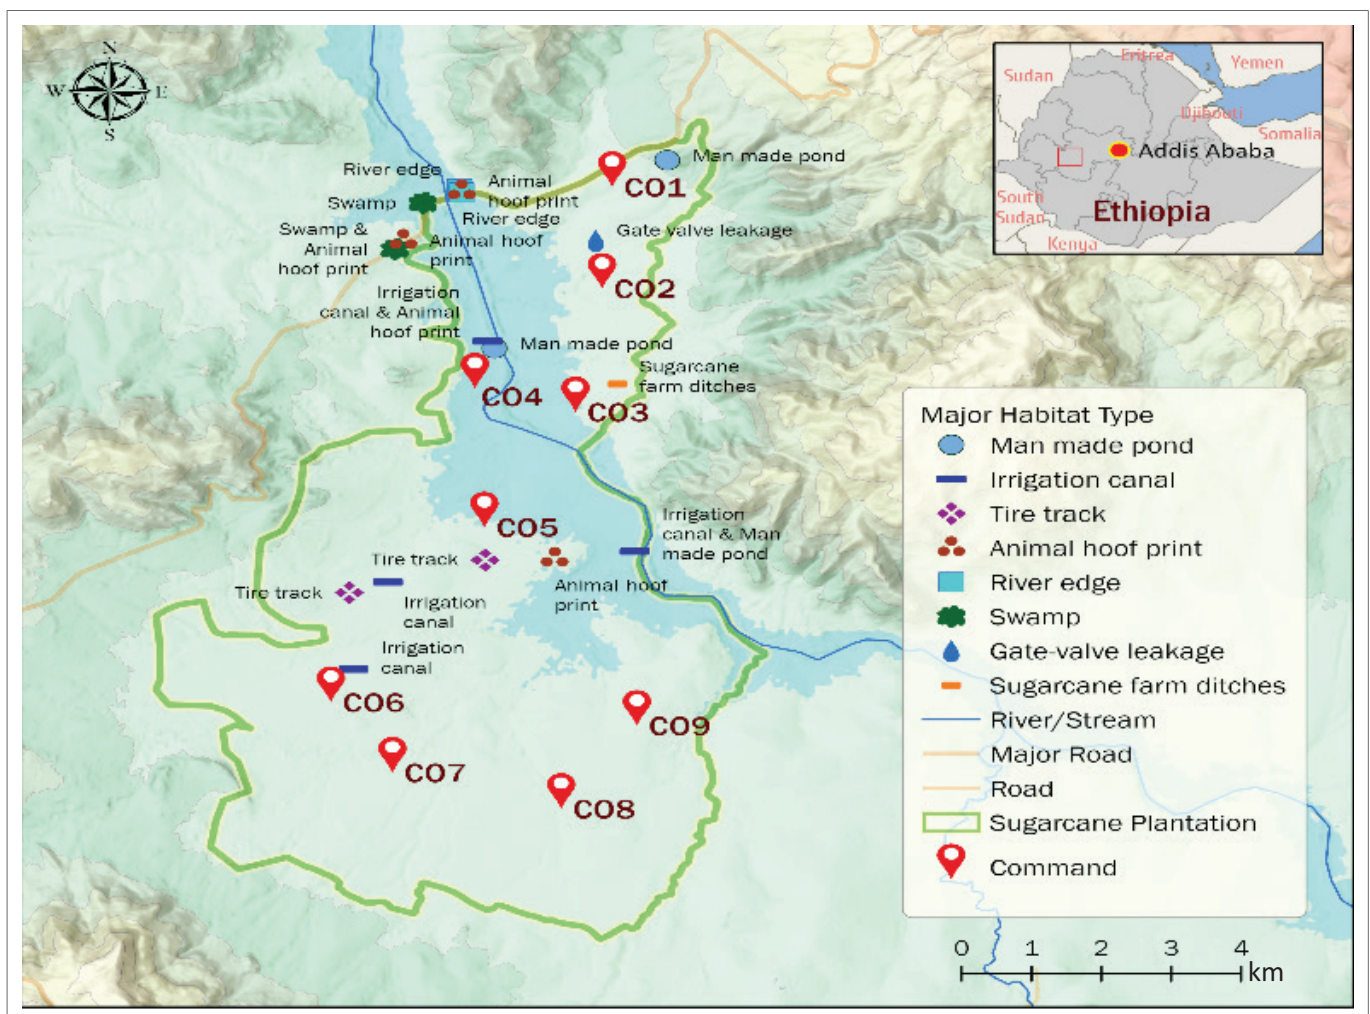 N
W
E
S
Sudan
Eritrea
Yemen
Djibouti
Somalia
Addis Ababa
South
Sudan
Ethiopia
Kenya
River edge
Animal
hoof print
River edge
Swamp
Swamp &
Animal
hoof print
Animal hoof
print
Man made pond
CO1
Gate valve leakage
CO2
Irrigation
canal & Animal
hoof print
Man made pond
Sugarcane
farm ditches
CO4
CO3
CO5
Irrigation
canal & Man
made pond
Tire track
Animal hoof
print
Tire track
Irrigation
canal
Irrigation
canal
CO6
CO9
CO7
CO8
Major Habitat Type
Man made pond
Irrigation canal
Tire track
Animal hoof print
River edge
Swamp
Gate-valve leakage
Sugarcane farm ditches
River/Stream
Major Road
Road
Sugarcane Plantation
Command
0 1 2 3 4
km